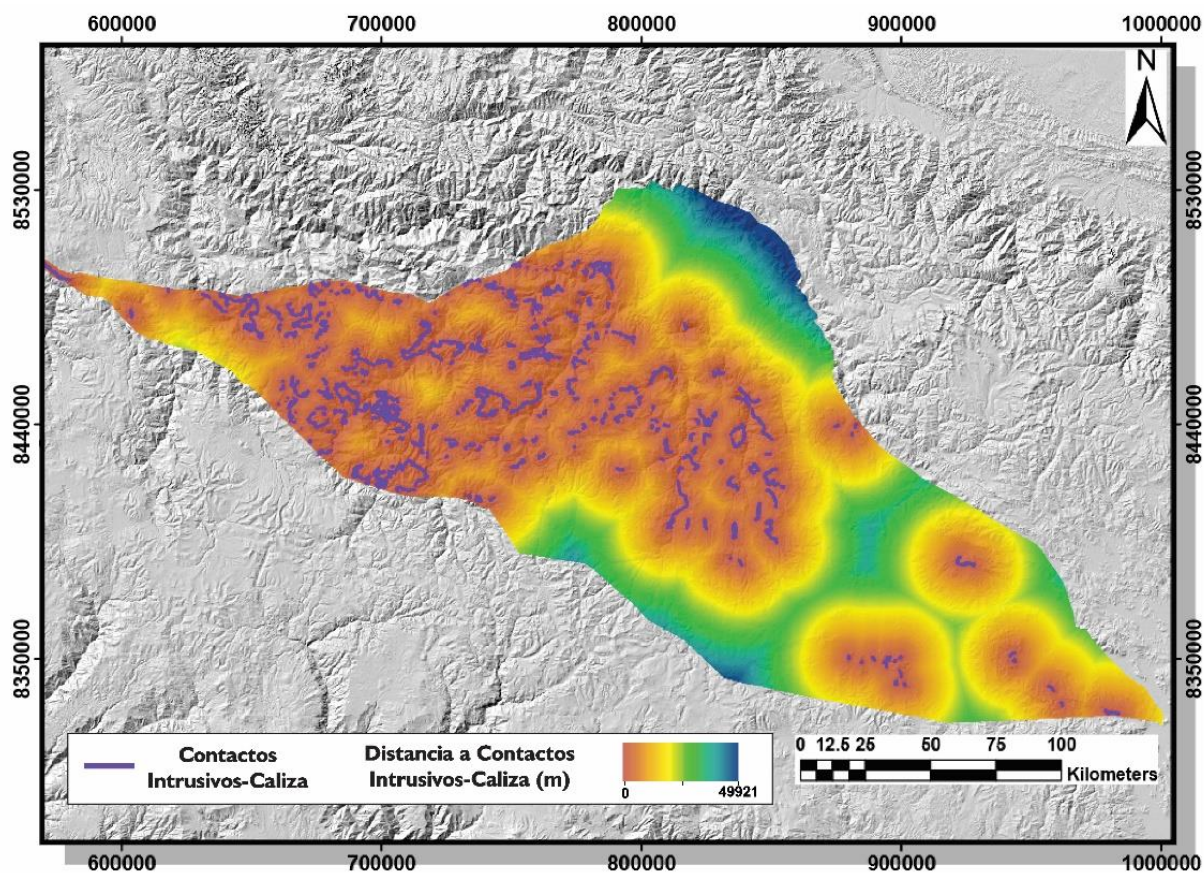 600000 700000 800000 900000 1000000
N
8530000 8530000
8440000 8440000
8350000 8350000
Contactos
Intrusivos-Caliza
Distancia a Contactos
Intrusivos-Caliza (m)
0 49921
0 12.5 25 50 75 100
Kilometers
600000 700000 800000 900000 1000000